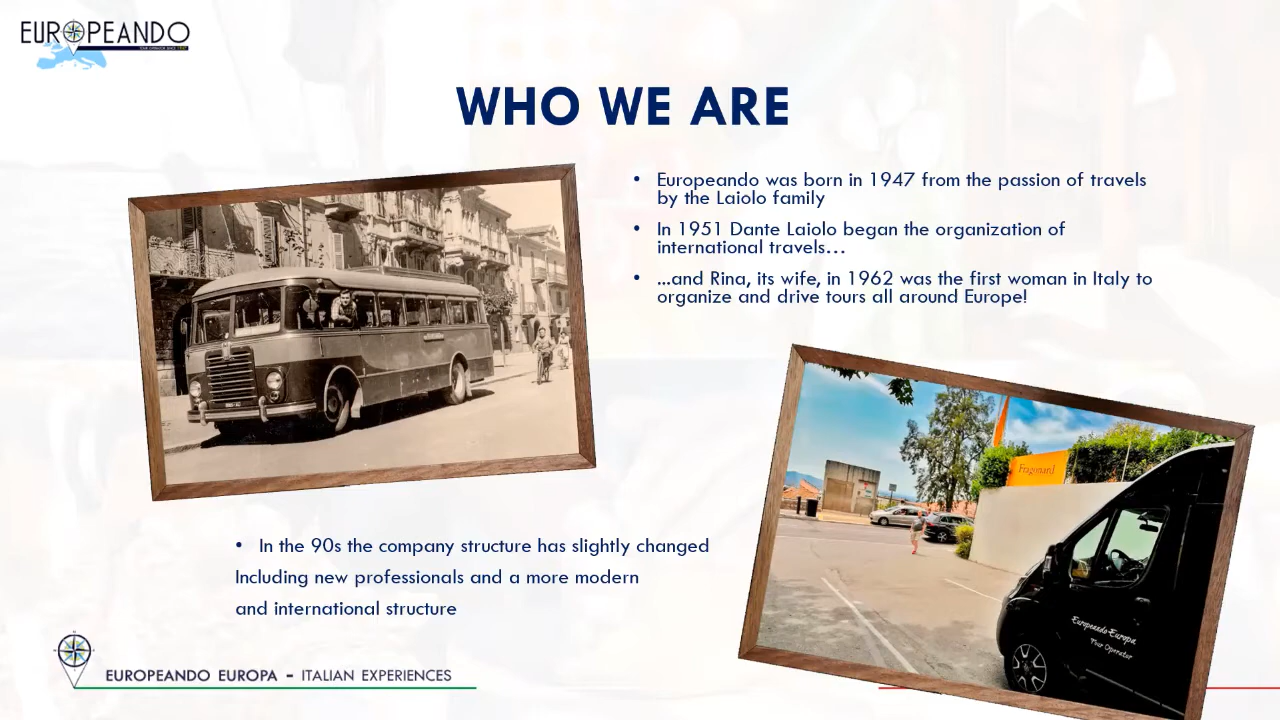 EUROPEANDO
WHO WE ARE
• Europeando was born in 1947 from the passion of travels
by the Laiolo family
• In 1951 Dante Laiolo began the organization of
international travels…
• ...and Rina, its wife, in 1962 was the first woman in Italy to
organize and drive tours all around Europe!
Fragonard
• In the 90s the company structure has slightly changed
Including new professionals and a more modern
and international structure
Europeando Europa
Tour Operator
EUROPEANDO EUROPA – ITALIAN EXPERIENCES